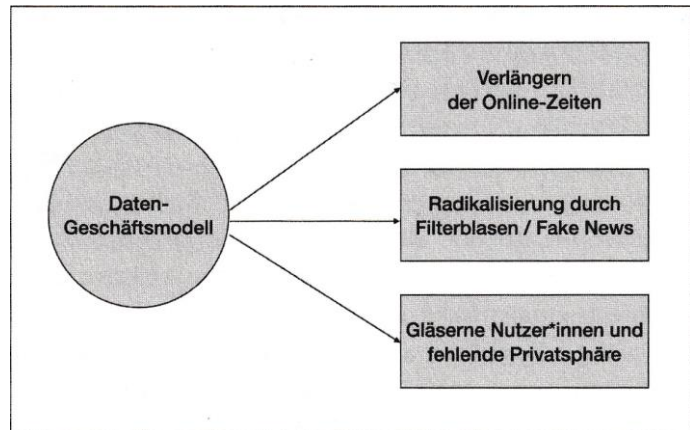 Daten-
Geschäftsmodell
Verlängern
der Online-Zeiten
Radikalisierung durch
Filterblasen / Fake News
Gläserne Nutzer*innen und
fehlende Privatsphäre